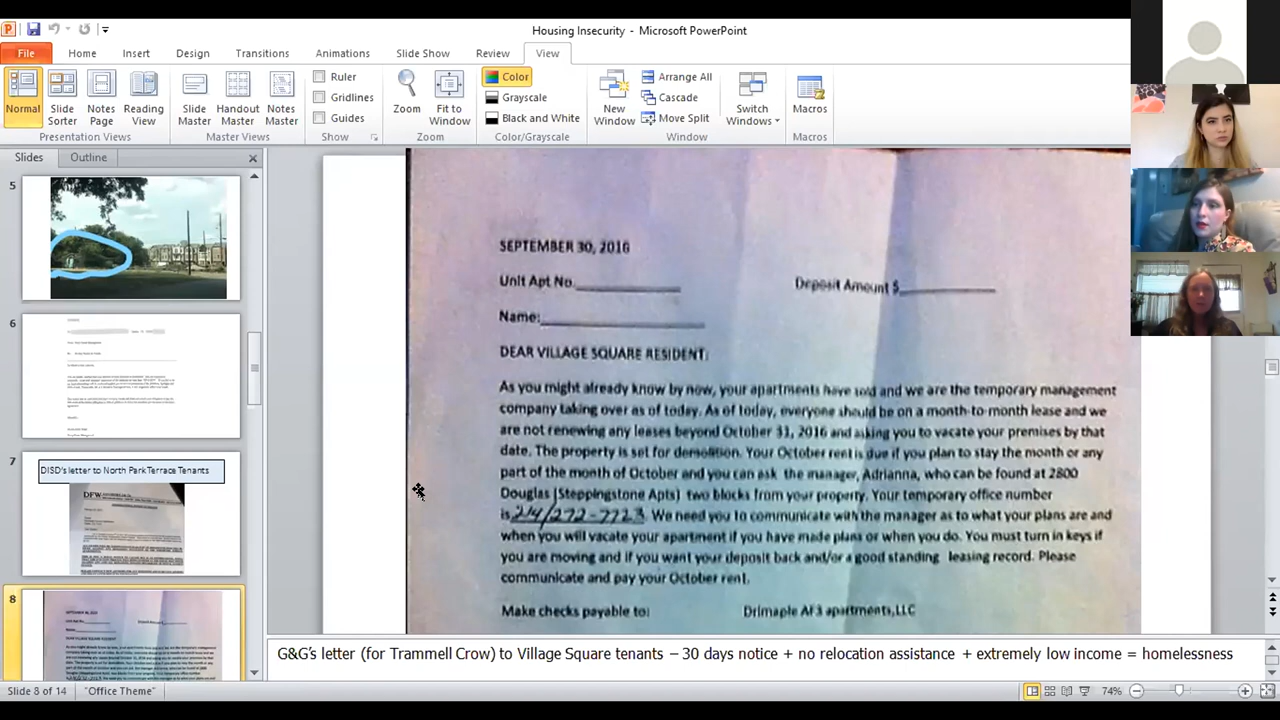 Housing Insecurity - Microsoft PowerPoint
File Home Insert Design Transitions Animations Slide Show Review View
Normal Slide Sorter Notes Page Reading View
Presentation Views
Slide Master Handout Master Notes Master
Master Views
Ruler
Gridlines
Guides
Show
Zoom Fit to Window
Zoom
Color
Grayscale
Black and White
Color/Grayscale
New Window
Arrange All
Cascade
Move Split
Switch Windows
Window
Macros
Macros
Slides Outline
5
6
7
DISD's letter to North Park Terrace Tenants
DFW
8
SEPTEMBER 30, 2016
Unit Apt No. Deposit Amount $
Name:
DEAR VILLAGE SQUARE RESIDENT:
As you might already know by now, your apartment has sold and we are the temporary management
company taking over as of today. As of today, everyone should be on a month-to-month lease and we
are not renewing any leases beyond October 31, 2016 and asking you to vacate your premises by that
date. The property is set for demolition. Your October rent is due if you plan to stay the month or any
part of the month of October and you can ask the manager, Adrianna, who can be found at 2800
Douglas (Steppingstone Apts) two blocks from your property. Our temporary office number
is 214/272-7723. We need you to communicate with the manager as to what your plans are and
when you will vacate your apartment if you have made plans or when you do. You must turn in keys if
you are moving and if you want your deposit back and/or a good standing leasing record. Please
communicate and pay your October rent.
Make checks payable to: Drimple AF3 apartments, LLC
G&G's letter (for Trammell Crow) to Village Square tenants – 30 days notice + no relocation assistance + extremely low income = homelessness
Slide 8 of 14 "Office Theme" 74%